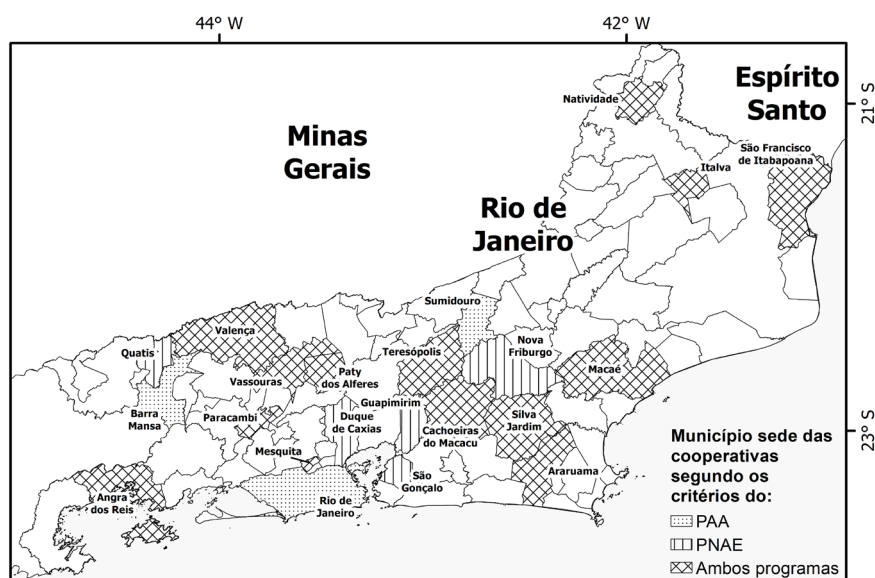 44° W
42° W
Espírito
Santo
21° S
Natividade
Minas
Gerais
São Francisco
de Itabapoana
Italva
Rio de
Janeiro
Sumidouro
Valença
Quatis
Teresópolis
Nova
Friburgo
Macaé
Vassouras
Paty
dos Alferes
Guapimirim
Barra
Mansa
Paracambi
Duque
de Caxias
Cachoeiras
do Macacu
Silva
Jardim
23° S
Mesquita
Araruama
São
Gonçalo
Angra
dos Reis
Rio de
Janeiro
Município sede das
cooperativas
segundo os
critérios do:
PAA
PNAE
Ambos programas